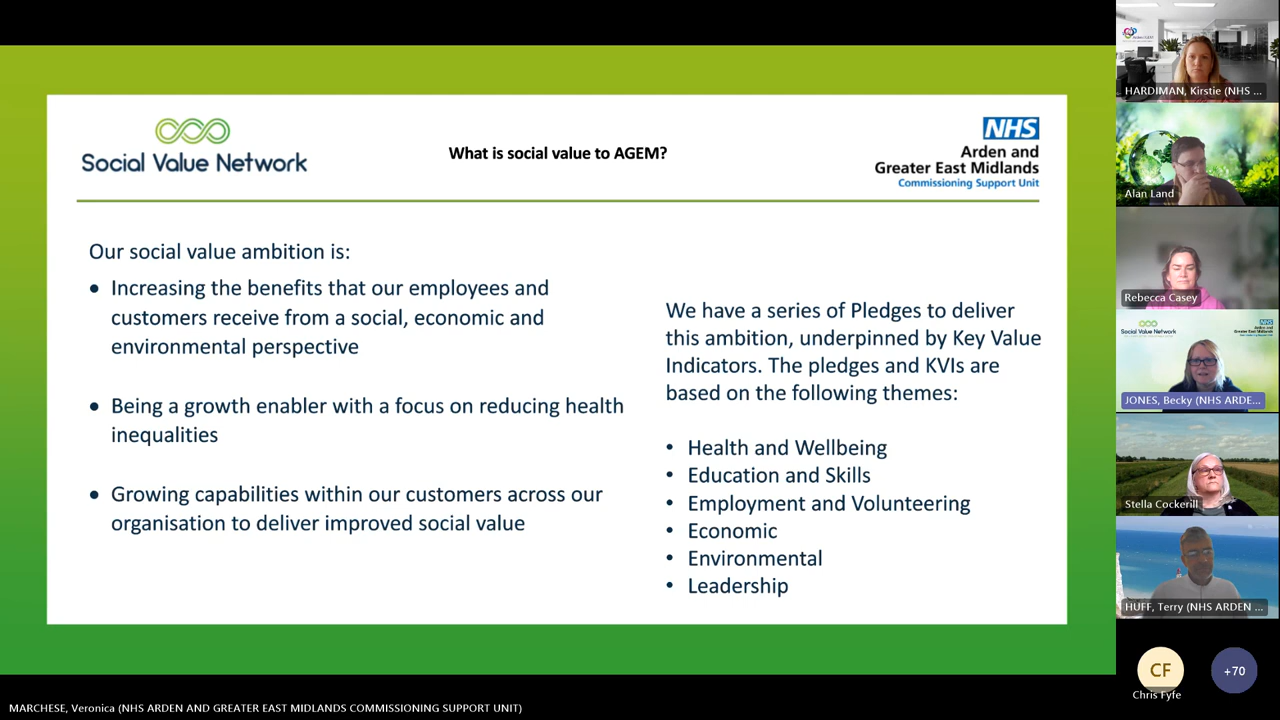 Social Value Network
What is social value to AGEM?
NHS
Arden and
Greater East Midlands
Commissioning Support Unit
Our social value ambition is:
• Increasing the benefits that our employees and
customers receive from a social, economic and
environmental perspective
• Being a growth enabler with a focus on reducing health
inequalities
• Growing capabilities within our customers across our
organisation to deliver improved social value
We have a series of Pledges to deliver
this ambition, underpinned by Key Value
Indicators. The pledges and KVIs are
based on the following themes:
• Health and Wellbeing
• Education and Skills
• Employment and Volunteering
• Economic
• Environmental
• Leadership
HARDIMAN, Kirstie (NHS ...
Alan Land
Rebecca Casey
Social Value Network
NHS
JONES, Becky (NHS ARDE...
Stella Cockerill
HUFF, Terry (NHS ARDEN ...
CF
Chris Fyfe
+70
MARCHESE, Veronica (NHS ARDEN AND GREATER EAST MIDLANDS COMMISSIONING SUPPORT UNIT)